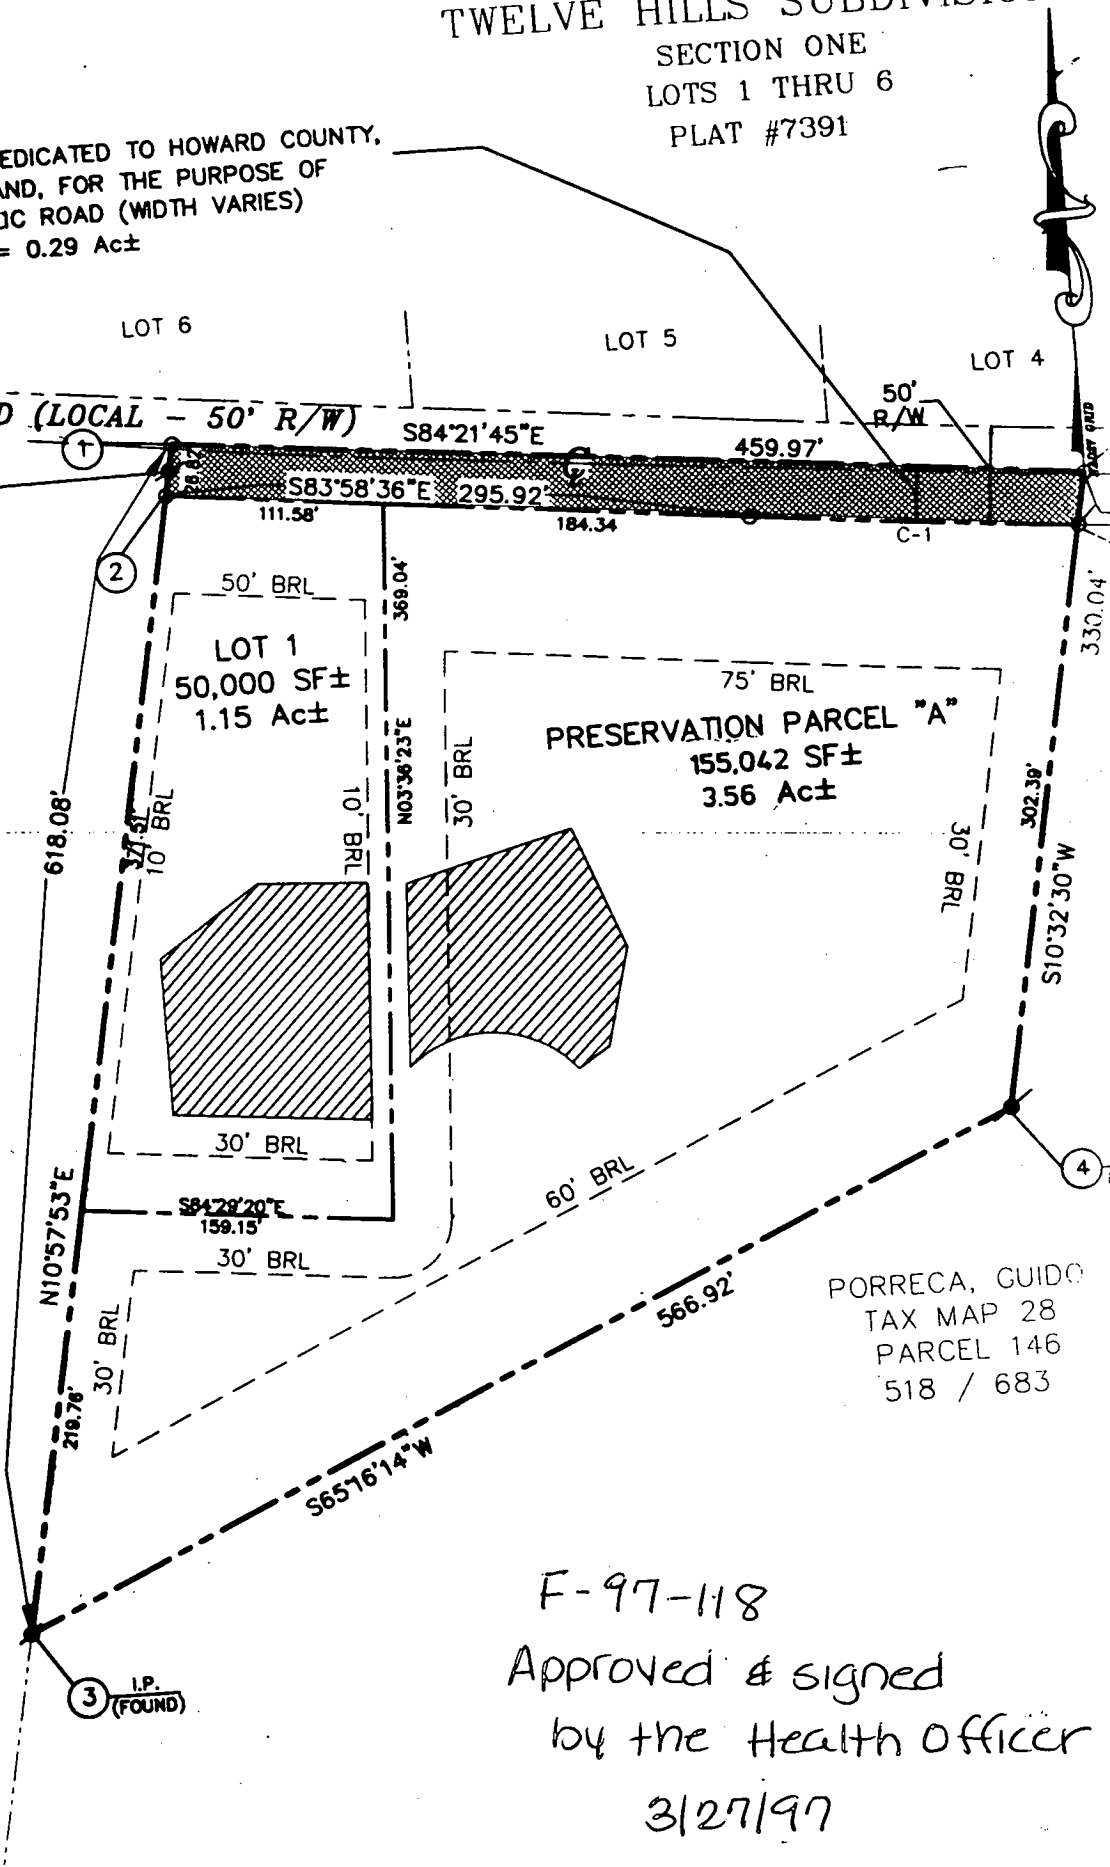 TWELVE HILLS SUBDIVISION
SECTION ONE
LOTS 1 THRU 6
PLAT #7391
EDICATED TO HOWARD COUNTY,
AND, FOR THE PURPOSE OF
IC ROAD (WIDTH VARIES)
= 0.29 Ac±
LOT 6
LOT 5
LOT 4
50'
R/W
D (LOCAL - 50' R/W)
S84°21'45"E
459.97'
1
26.82'
S83°58'36"E 295.92'
111.58'
184.34
C-1
2
50' BRL
369.04'
330.04'
LOT 1
50,000 SF±
1.15 Ac±
75' BRL
PRESERVATION PARCEL "A"
155,042 SF±
3.56 Ac±
N03°36'23"E
30' BRL
10' BRL
10' BRL
371.51'
618.08'
302.39'
30' BRL
S10°32'30"W
30' BRL
60' BRL
4
S84°29'20"E
159.15'
N10°57'53"E
30' BRL
30' BRL
219.76'
566.92'
S65°16'14"W
PORRECA, GUIDO
TAX MAP 28
PARCEL 146
518 / 683
3
I.P.
(FOUND)
F-97-118
Approved & signed
by the Health Officer
3/27/97